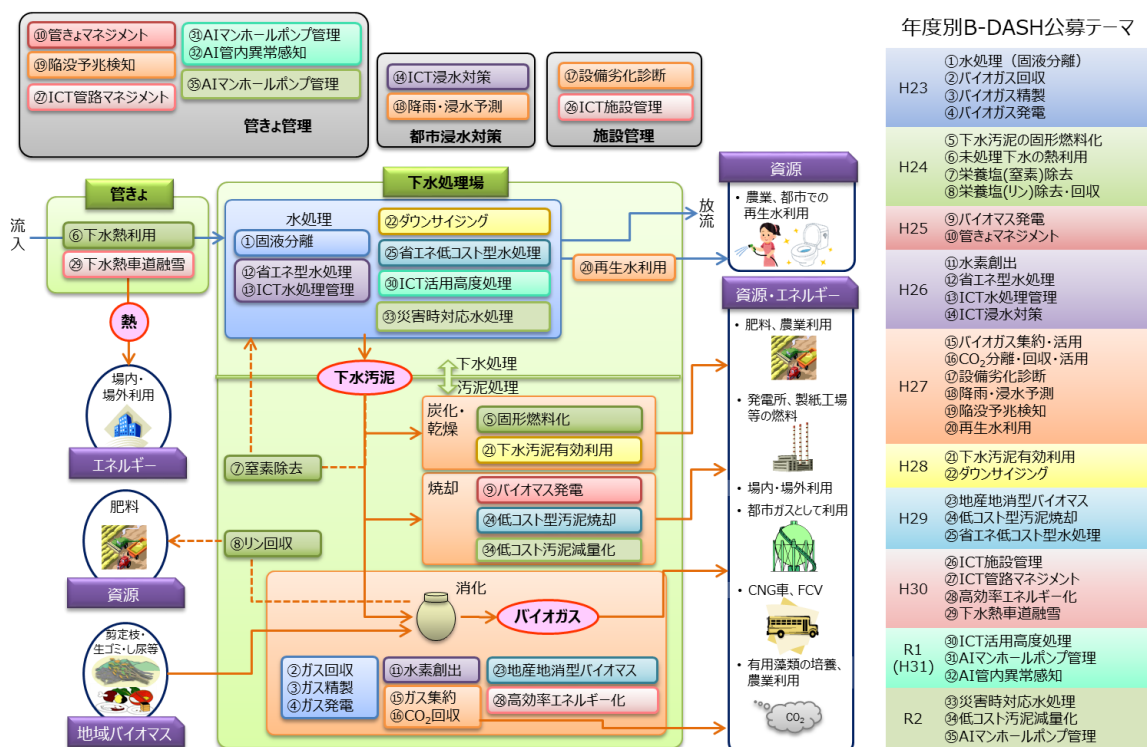 ⑩管きょマネジメント
⑲陥没予兆検知
㉗ICT管路マネジメント
㉛AIマンホールポンプ管理
㉜AI管内異常感知
㉟AIマンホールポンプ管理
管きょ管理
⑭ICT浸水対策
⑱降雨・浸水予測
都市浸水対策
⑰設備劣化診断
㉖ICT施設管理
施設管理
管きょ
流入
⑥下水熱利用
㉙下水熱車道融雪
熱
場内・
場外利用
エネルギー
肥料
資源
剪定枝・
生ゴミ・し尿等
地域バイオマス
下水処理場
水処理
①固液分離
⑫省エネ型水処理
⑬ICT水処理管理
㉒ダウンサイジング
㉕省エネ低コスト型水処理
㉚ICT活用高度処理
㉝災害時対応水処理
放流
⑳再生水利用
下水汚泥
下水処理
汚泥処理
炭化・
乾燥
⑤固形燃料化
㉑下水汚泥有効利用
⑦窒素除去
焼却
⑨バイオマス発電
㉔低コスト型汚泥焼却
㉞低コスト汚泥減量化
⑧リン回収
消化
バイオガス
②ガス回収
③ガス精製
④ガス発電
⑪水素創出
⑮ガス集約
⑯CO₂回収
㉓地産地消型バイオマス
㉘高効率エネルギー化
資源
・農業、都市での
再生水利用
資源・エネルギー
・肥料、農業利用
・発電所、製紙工場
等の燃料
・場内・場外利用
・都市ガスとして利用
・CNG車、FCV
・有用藻類の培養、
農業利用
CO₂
年度別B-DASH公募テーマ
H23
①水処理（固液分離）
②バイオガス回収
③バイオガス精製
④バイオガス発電
H24
⑤下水汚泥の固形燃料化
⑥未処理下水の熱利用
⑦栄養塩(窒素)除去
⑧栄養塩(リン)除去・回収
H25
⑨バイオマス発電
⑩管きょマネジメント
H26
⑪水素創出
⑫省エネ型水処理
⑬ICT水処理管理
⑭ICT浸水対策
H27
⑮バイオガス集約・活用
⑯CO₂分離・回収・活用
⑰設備劣化診断
⑱降雨・浸水予測
⑲陥没予兆検知
⑳再生水利用
H28
㉑下水汚泥有効利用
㉒ダウンサイジング
H29
㉓地産地消型バイオマス
㉔低コスト型汚泥焼却
㉕省エネ低コスト型水処理
H30
㉖ICT施設管理
㉗ICT管路マネジメント
㉘高効率エネルギー化
㉙下水熱車道融雪
R1
(H31)
㉚ICT活用高度処理
㉛AIマンホールポンプ管理
㉜AI管内異常感知
R2
㉝災害時対応水処理
㉞低コスト汚泥減量化
㉟AIマンホールポンプ管理